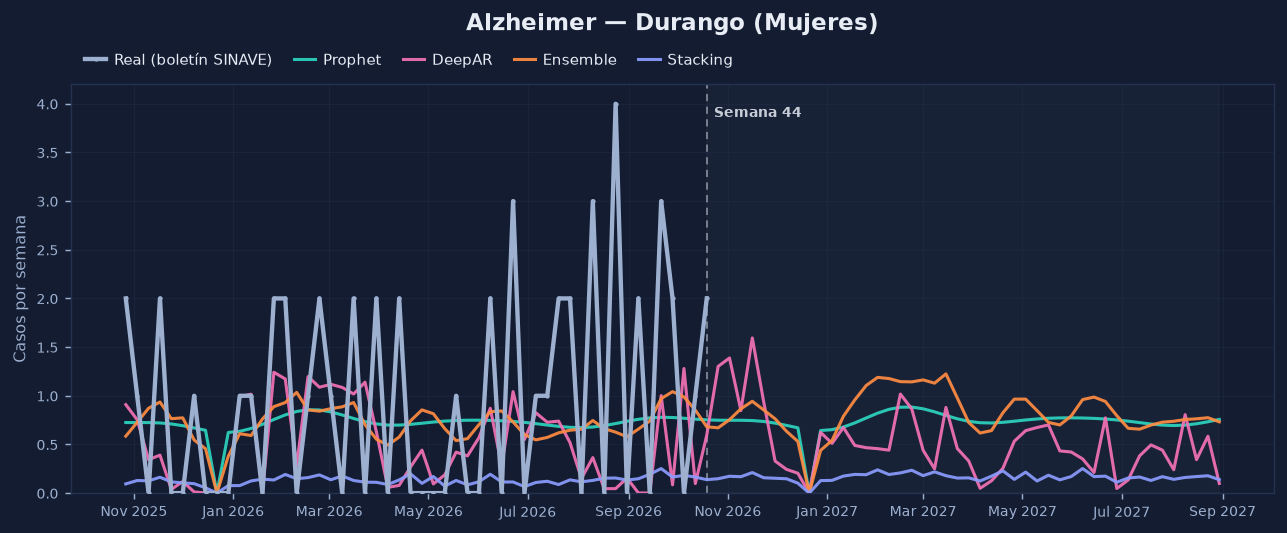 Alzheimer — Durango (Mujeres)
Real (boletín SINAVE) Prophet DeepAR Ensemble Stacking
Semana 44
Casos por semana
4.0
3.5
3.0
2.5
2.0
1.5
1.0
0.5
0.0
Nov 2025 Jan 2026 Mar 2026 May 2026 Jul 2026 Sep 2026 Nov 2026 Jan 2027 Mar 2027 May 2027 Jul 2027 Sep 2027